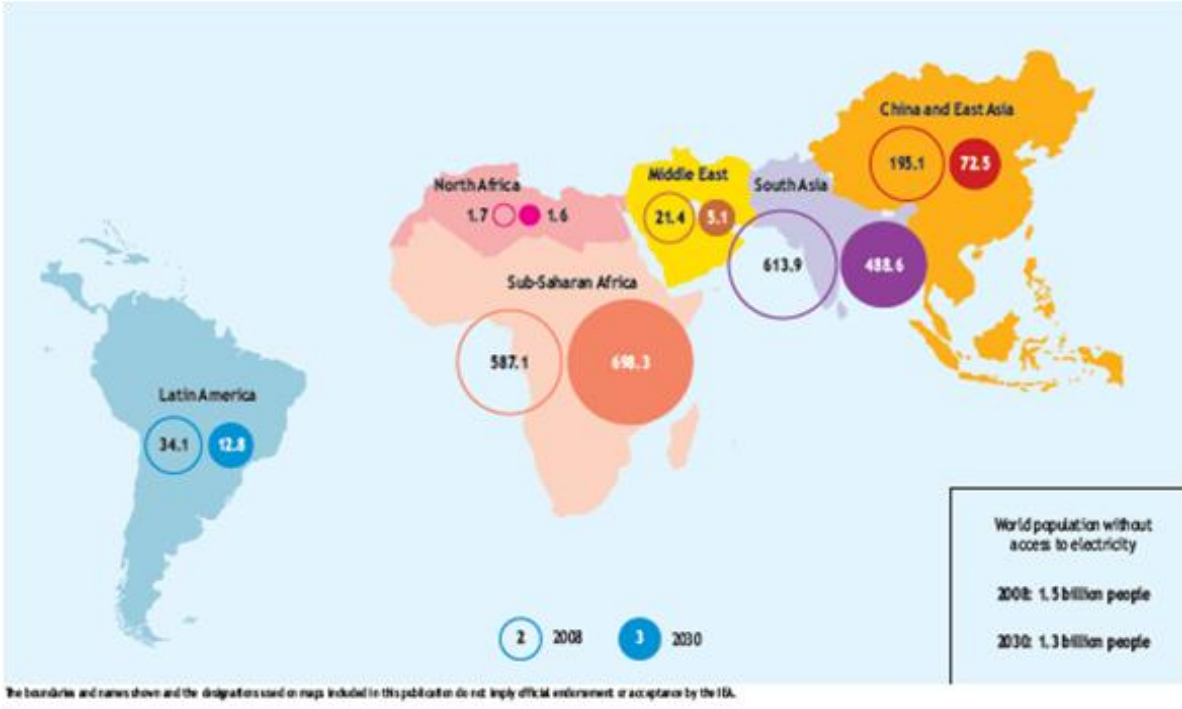 China and East Asia
195.1 72.5
Middle East
21.4 5.1
South Asia
613.9 488.6
North Africa
1.7 1.6
Sub-Saharan Africa
587.1 698.3
Latin America
34.1 12.8
World population without
access to electricity
2008: 1.5 billion people
2030: 1.3 billion people
2 2008 3 2030
The boundaries and names shown and the designations used on maps included in this publication do not imply official endorsement or acceptance by the IEA.